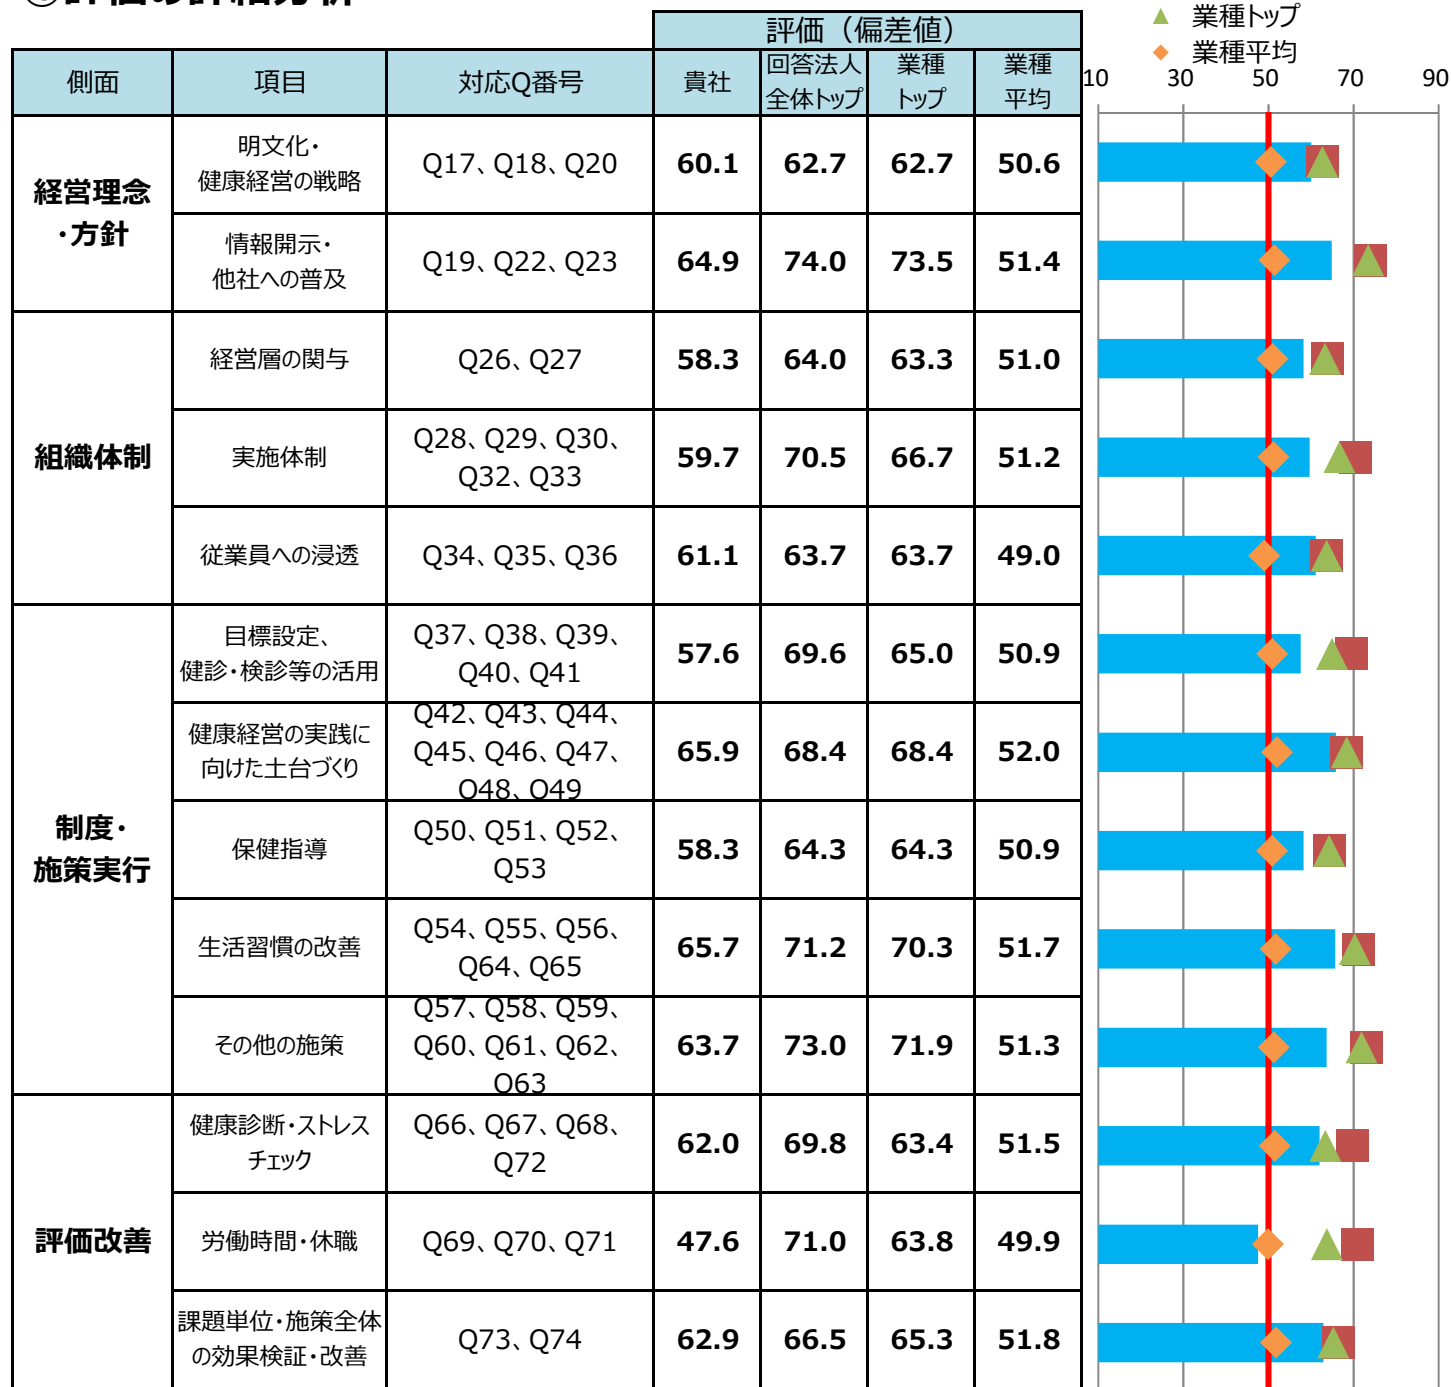 ▲ 業種トップ
◆ 業種平均
評価（偏差値）
側面 項目 対応Q番号 貴社 回答法人 業種 業種
全体トップ トップ 平均
10 30 50 70 90
経営理念
・方針
明文化・
健康経営の戦略
Q17、Q18、Q20 60.1 62.7 62.7 50.6
情報開示・
他社への普及
Q19、Q22、Q23 64.9 74.0 73.5 51.4
組織体制
経営層の関与 Q26、Q27 58.3 64.0 63.3 51.0
実施体制
Q28、Q29、Q30、
Q32、Q33
59.7 70.5 66.7 51.2
従業員への浸透 Q34、Q35、Q36 61.1 63.7 63.7 49.0
制度・
施策実行
目標設定、
健診・検診等の活用
Q37、Q38、Q39、
Q40、Q41
57.6 69.6 65.0 50.9
健康経営の実践に
向けた土台づくり
Q42、Q43、Q44、
Q45、Q46、Q47、
Q48、Q49
65.9 68.4 68.4 52.0
保健指導
Q50、Q51、Q52、
Q53
58.3 64.3 64.3 50.9
生活習慣の改善
Q54、Q55、Q56、
Q64、Q65
65.7 71.2 70.3 51.7
その他の施策
Q57、Q58、Q59、
Q60、Q61、Q62、
Q63
63.7 73.0 71.9 51.3
評価改善
健康診断・ストレス
チェック
Q66、Q67、Q68、
Q72
62.0 69.8 63.4 51.5
労働時間・休職 Q69、Q70、Q71 47.6 71.0 63.8 49.9
課題単位・施策全体
の効果検証・改善
Q73、Q74 62.9 66.5 65.3 51.8